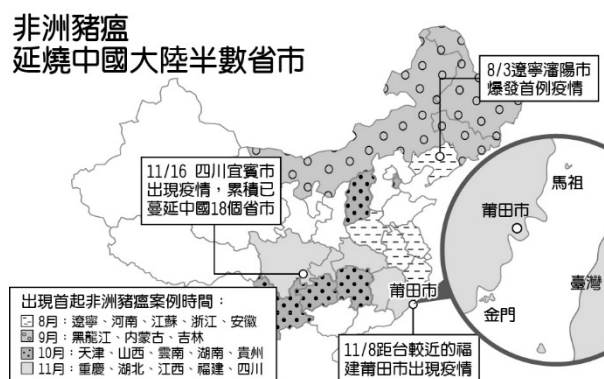 非洲豬瘟
延燒中國大陸半數省市
8/3遼寧瀋陽市
爆發首例疫情
11/16 四川宜賓市
出現疫情，累積已
蔓延中國18個省市
馬祖
莆田市
臺灣
金門
莆田市
11/8距台較近的福
建莆田市出現疫情
出現首起非洲豬瘟案例時間：
8月：遼寧、河南、江蘇、浙江、安徽
9月：黑龍江、內蒙古、吉林
10月：天津、山西、雲南、湖南、貴州
11月：重慶、湖北、江西、福建、四川